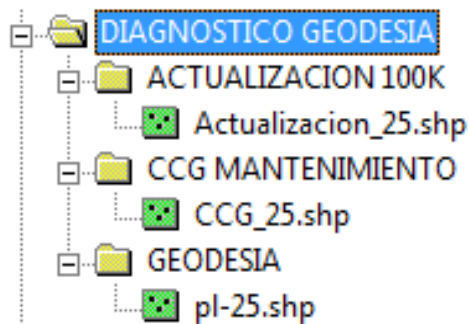 DIAGNOSTICO GEODESIA
ACTUALIZACION 100K
Actualizacion_25.shp
CCG MANTENIMIENTO
CCG_25.shp
GEODESIA
pl-25.shp